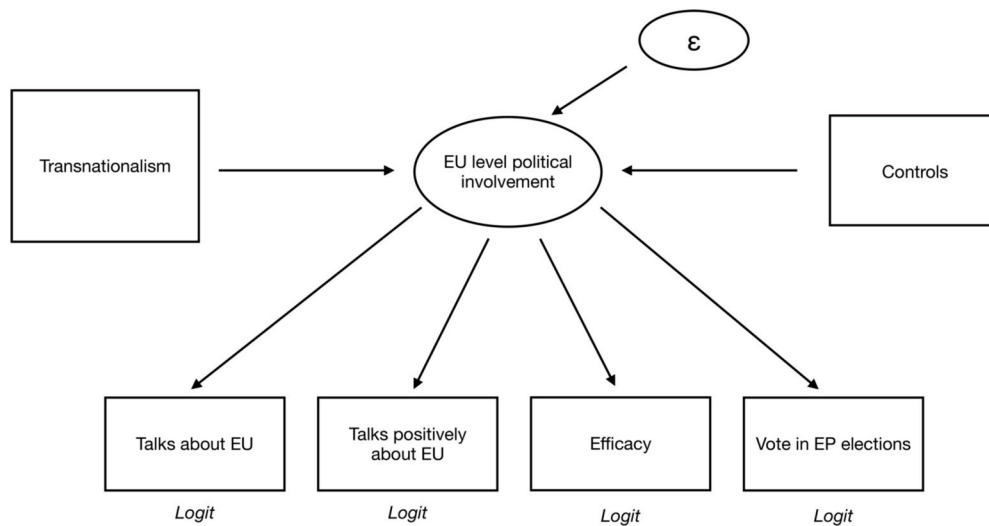 ε
Transnationalism
EU level political
involvement
Controls
Talks about EU
Talks positively
about EU
Efficacy
Vote in EP elections
Logit
Logit
Logit
Logit